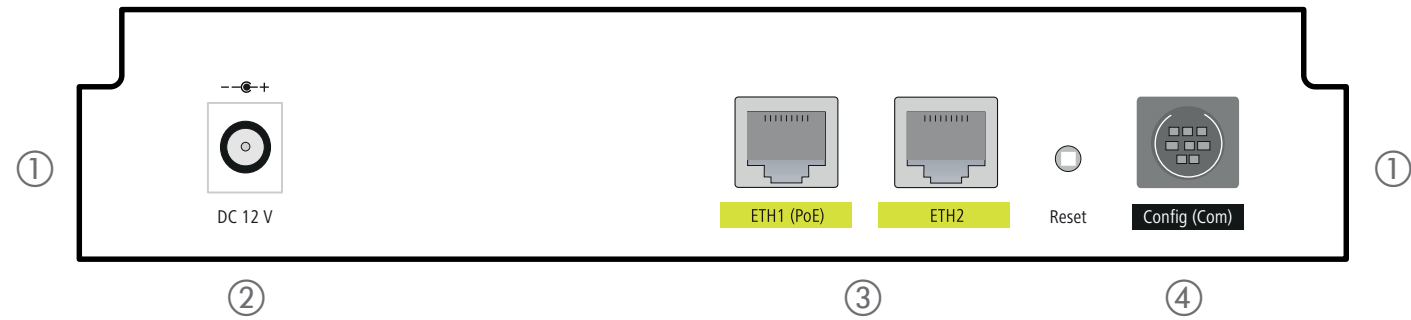 ① ①
DC 12 V ETH1 (PoE) ETH2 Reset Config (Com)
② ③ ④